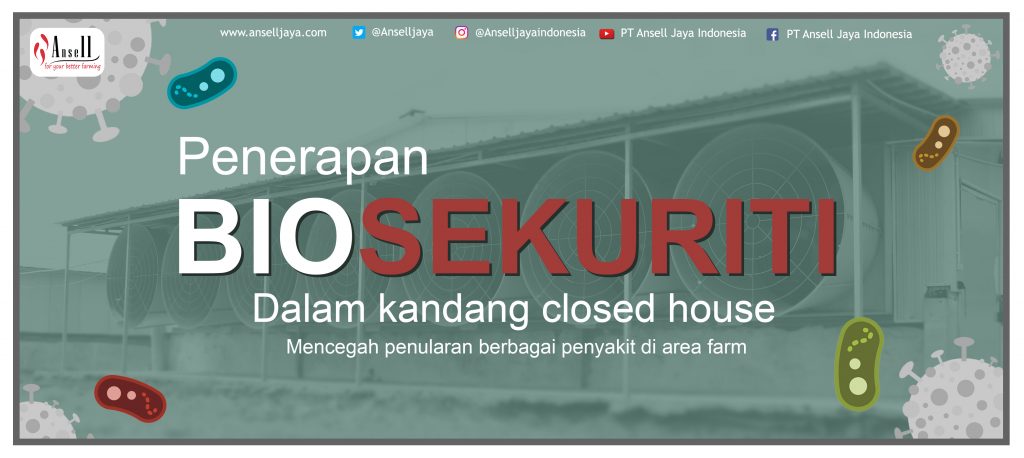 Ansell
for your better farming
www.anselljaya.com @Anselljaya @Anselljayaindonesia PT Ansell Jaya Indonesia PT Ansell Jaya Indonesia
Penerapan
BIOSEKURITI
Dalam kandang closed house
Mencegah penularan berbagai penyakit di area farm